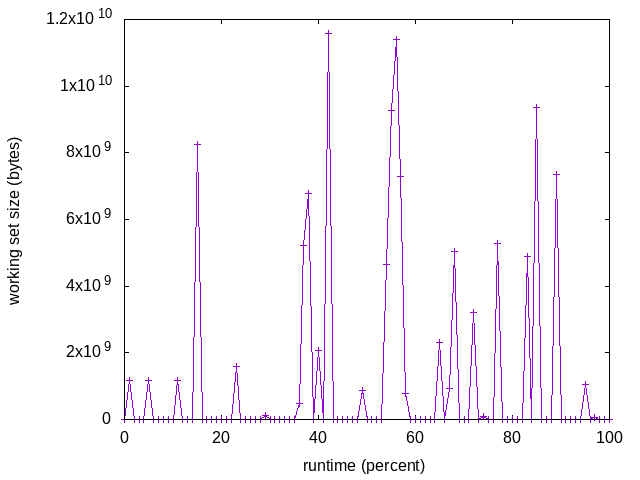 1.2x10^10
1x10^10
8x10^9
6x10^9
4x10^9
2x10^9
0
working set size (bytes)
0 20 40 60 80 100
runtime (percent)